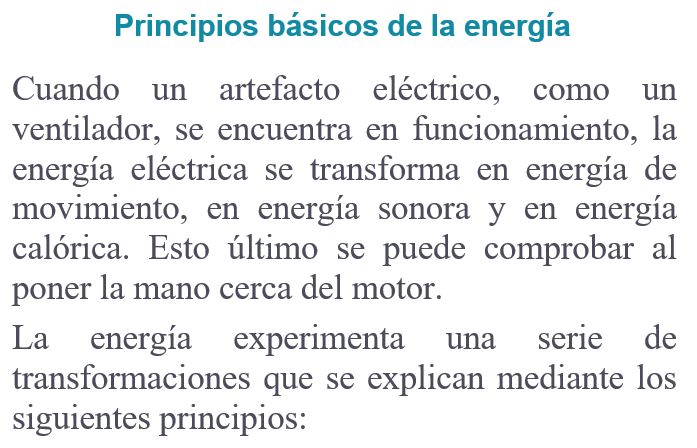 Principios básicos de la energía
Cuando un artefacto eléctrico, como un
ventilador, se encuentra en funcionamiento, la
energía eléctrica se transforma en energía de
movimiento, en energía sonora y en energía
calórica. Esto último se puede comprobar al
poner la mano cerca del motor.
La energía experimenta una serie de
transformaciones que se explican mediante los
siguientes principios: